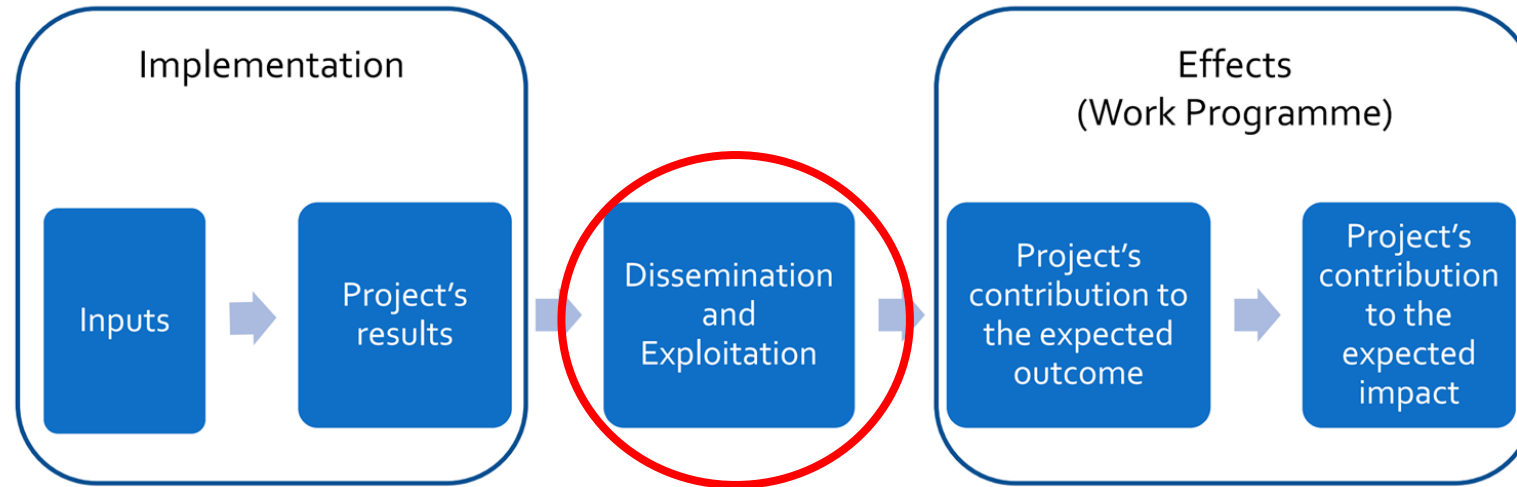 Implementation
Inputs
Project's
results
Dissemination
and
Exploitation
Effects
(Work Programme)
Project's
contribution to
the expected
outcome
Project's
contribution
to the
expected
impact